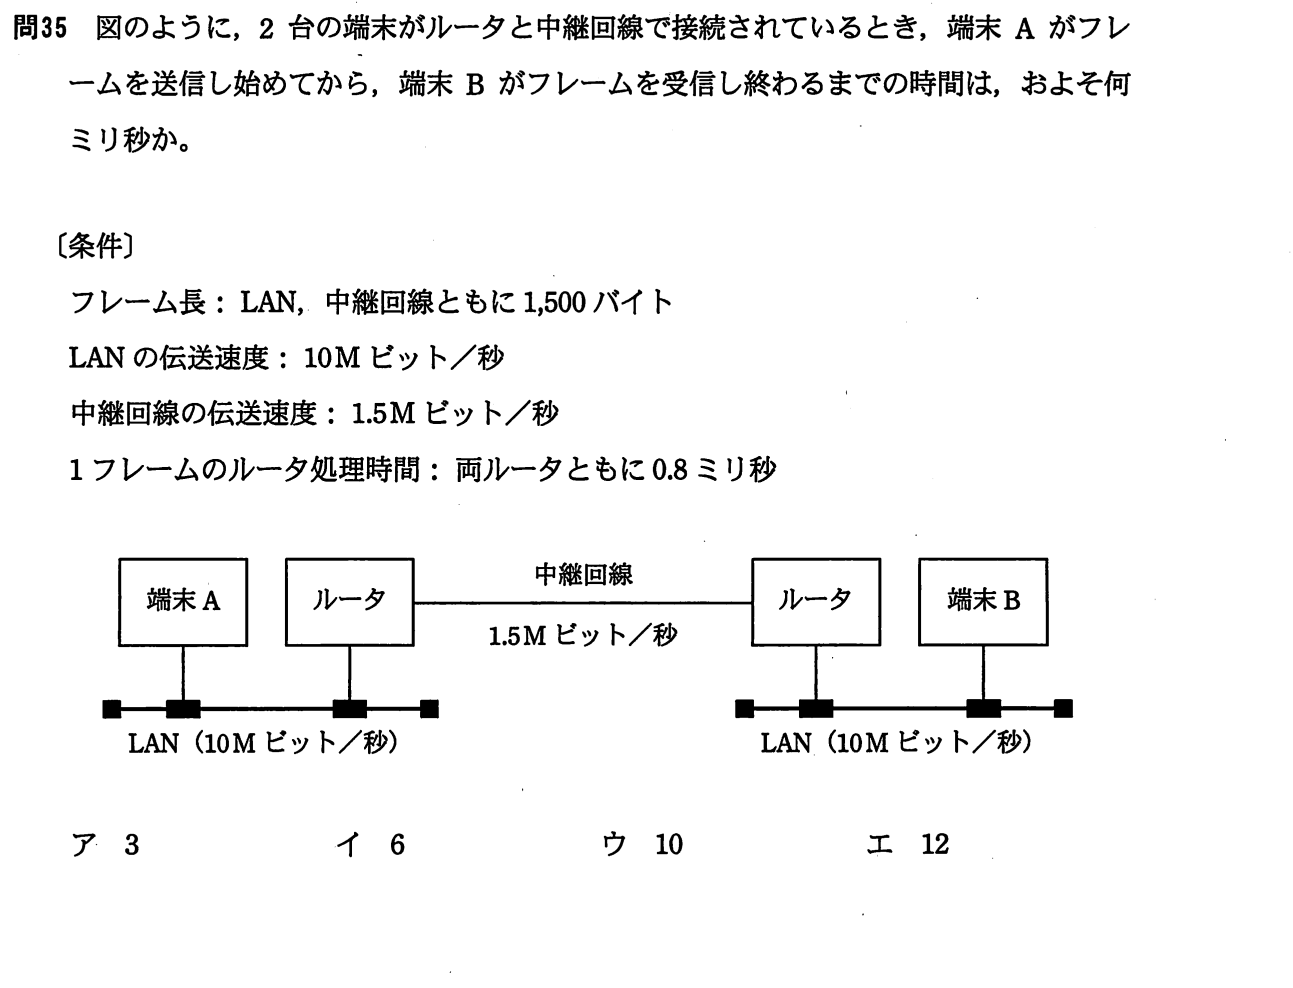 問35 図のように，2 台の端末がルータと中継回線で接続されているとき，端末 A がフレ
ームを送信し始めてから，端末 B がフレームを受信し終わるまでの時間は，およそ何
ミリ秒か。
〔条件〕
フレーム長： LAN，中継回線ともに 1,500 バイト
LAN の伝送速度： 10M ビット／秒
中継回線の伝送速度： 1.5M ビット／秒
1 フレームのルータ処理時間： 両ルータともに 0.8 ミリ秒
端末 A ルータ 中継回線 ルータ 端末 B
1.5M ビット／秒
LAN（10M ビット／秒） LAN（10M ビット／秒）
ア 3 イ 6 ウ 10 エ 12